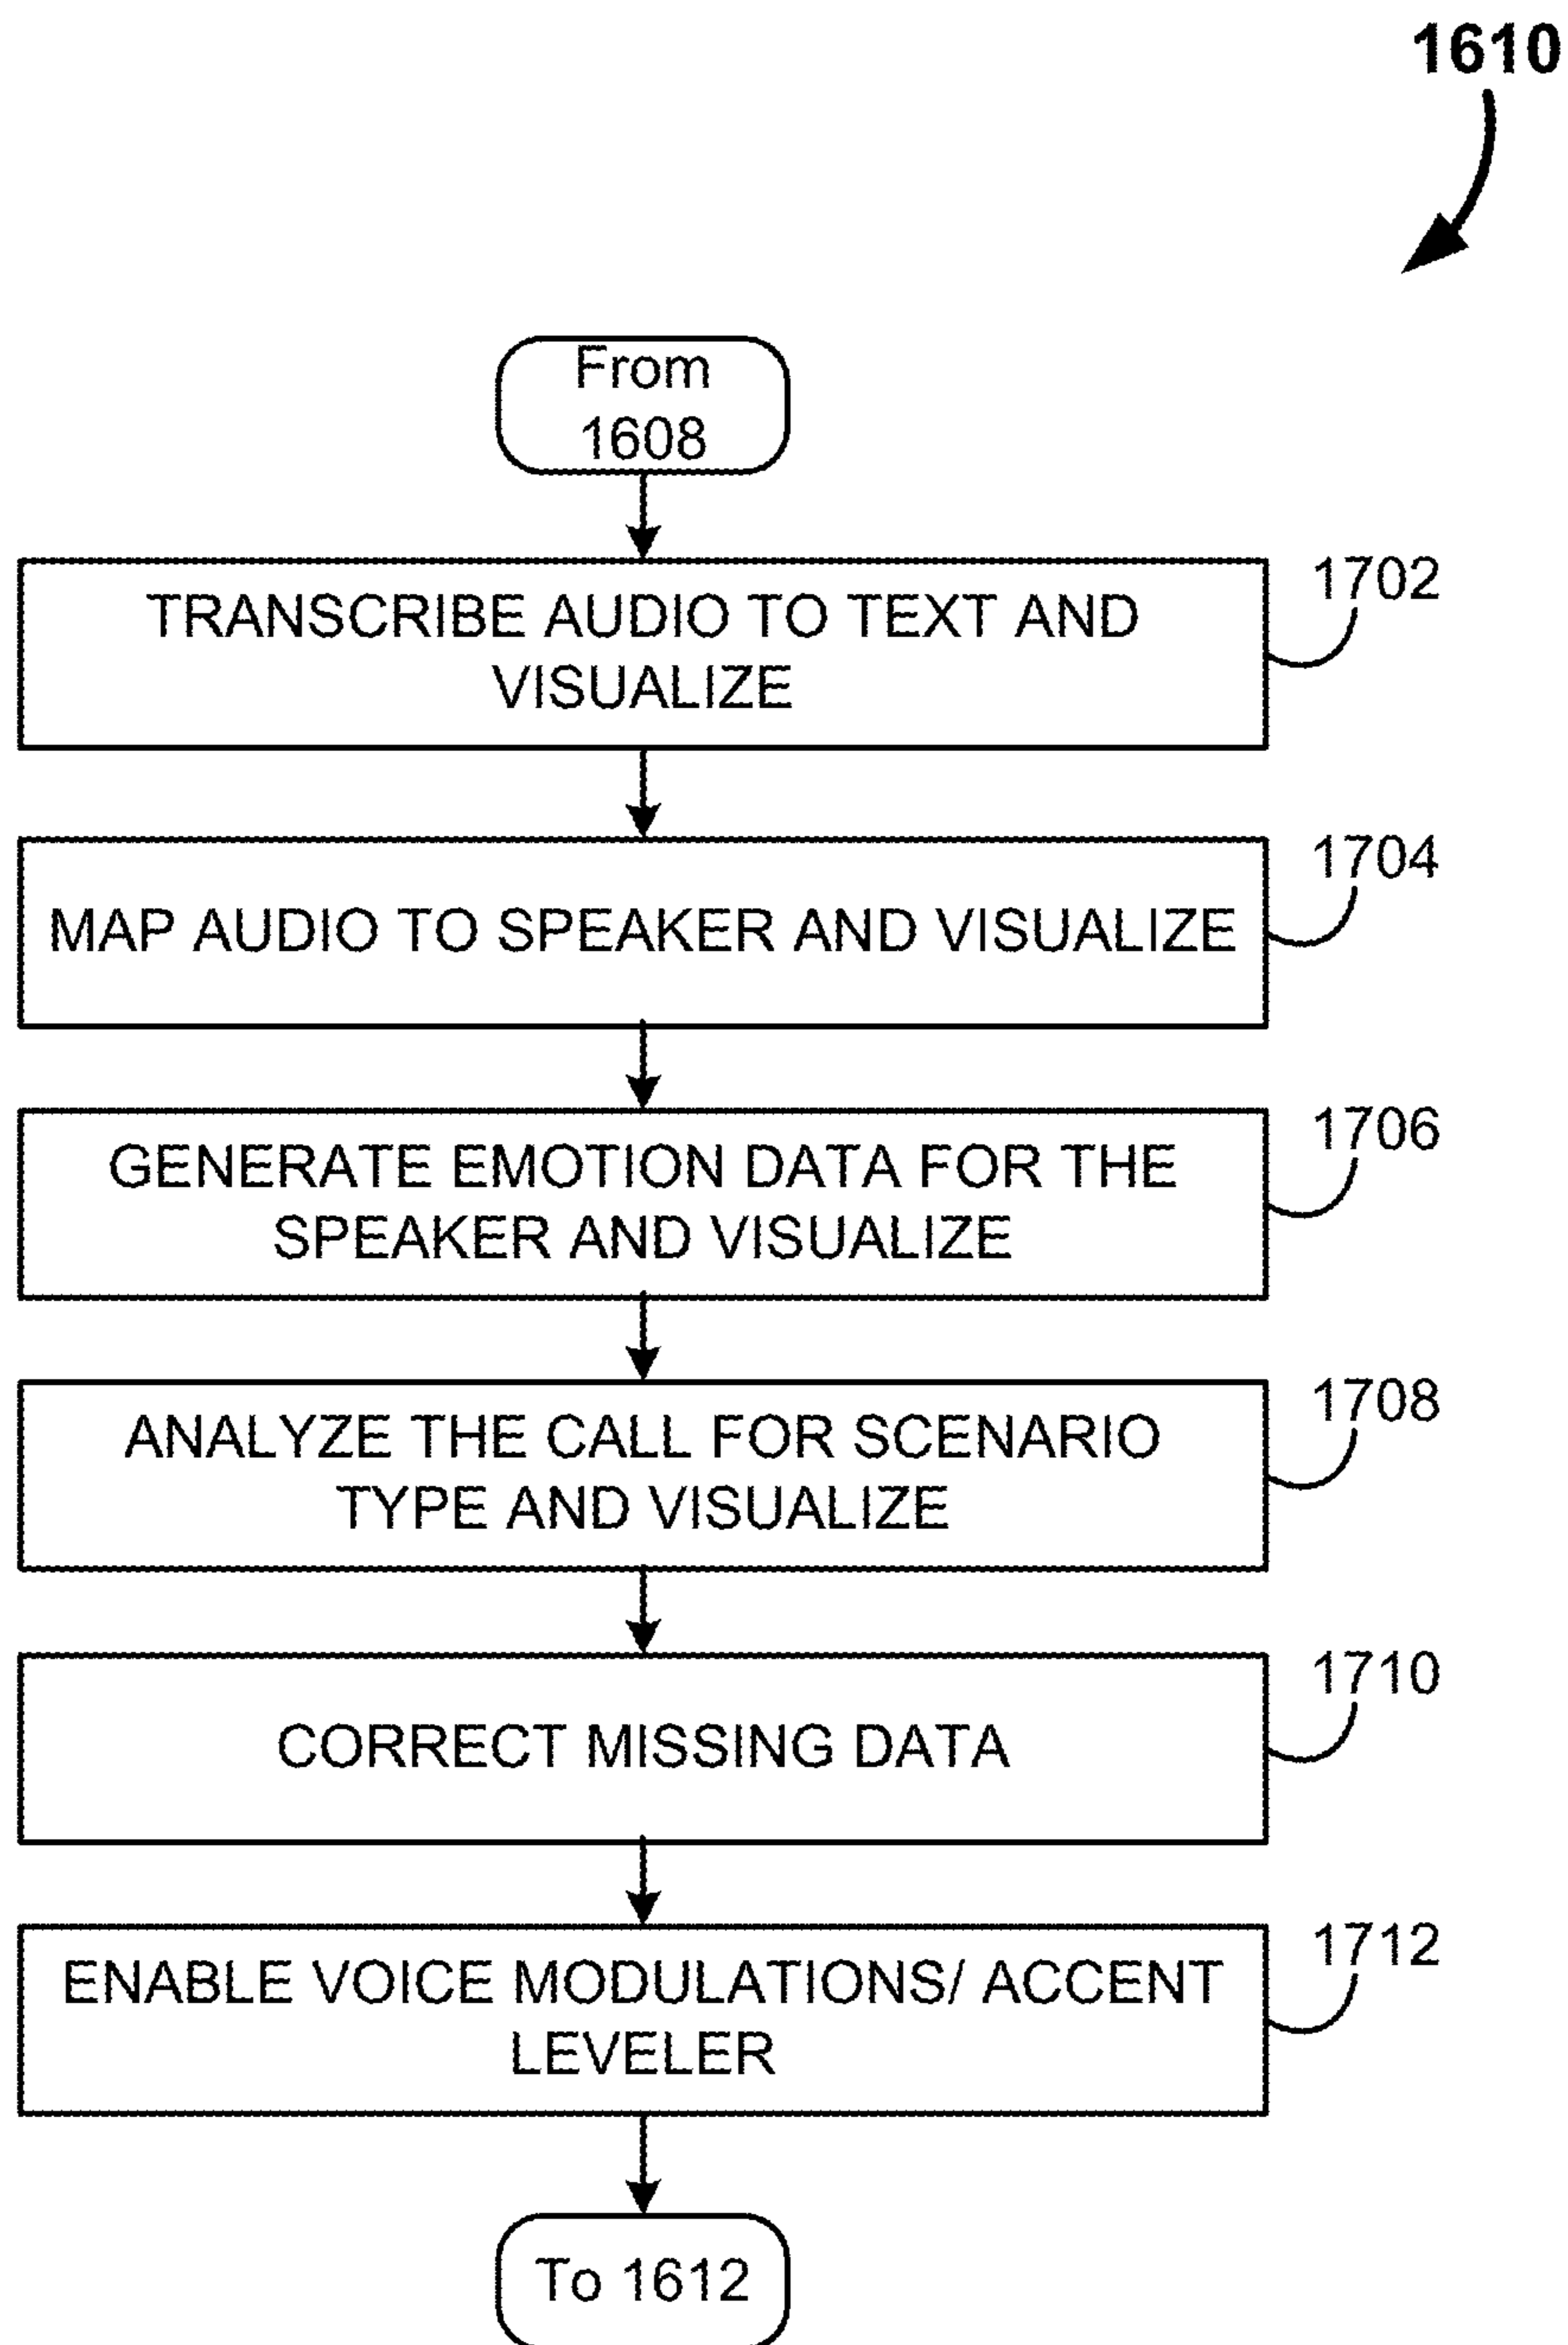 1610
From
1608
1702
TRANSCRIBE AUDIO TO TEXT AND
VISUALIZE
1704
MAP AUDIO TO SPEAKER AND VISUALIZE
1706
GENERATE EMOTION DATA FOR THE
SPEAKER AND VISUALIZE
1708
ANALYZE THE CALL FOR SCENARIO
TYPE AND VISUALIZE
1710
CORRECT MISSING DATA
1712
ENABLE VOICE MODULATIONS/ ACCENT
LEVELER
To 1612